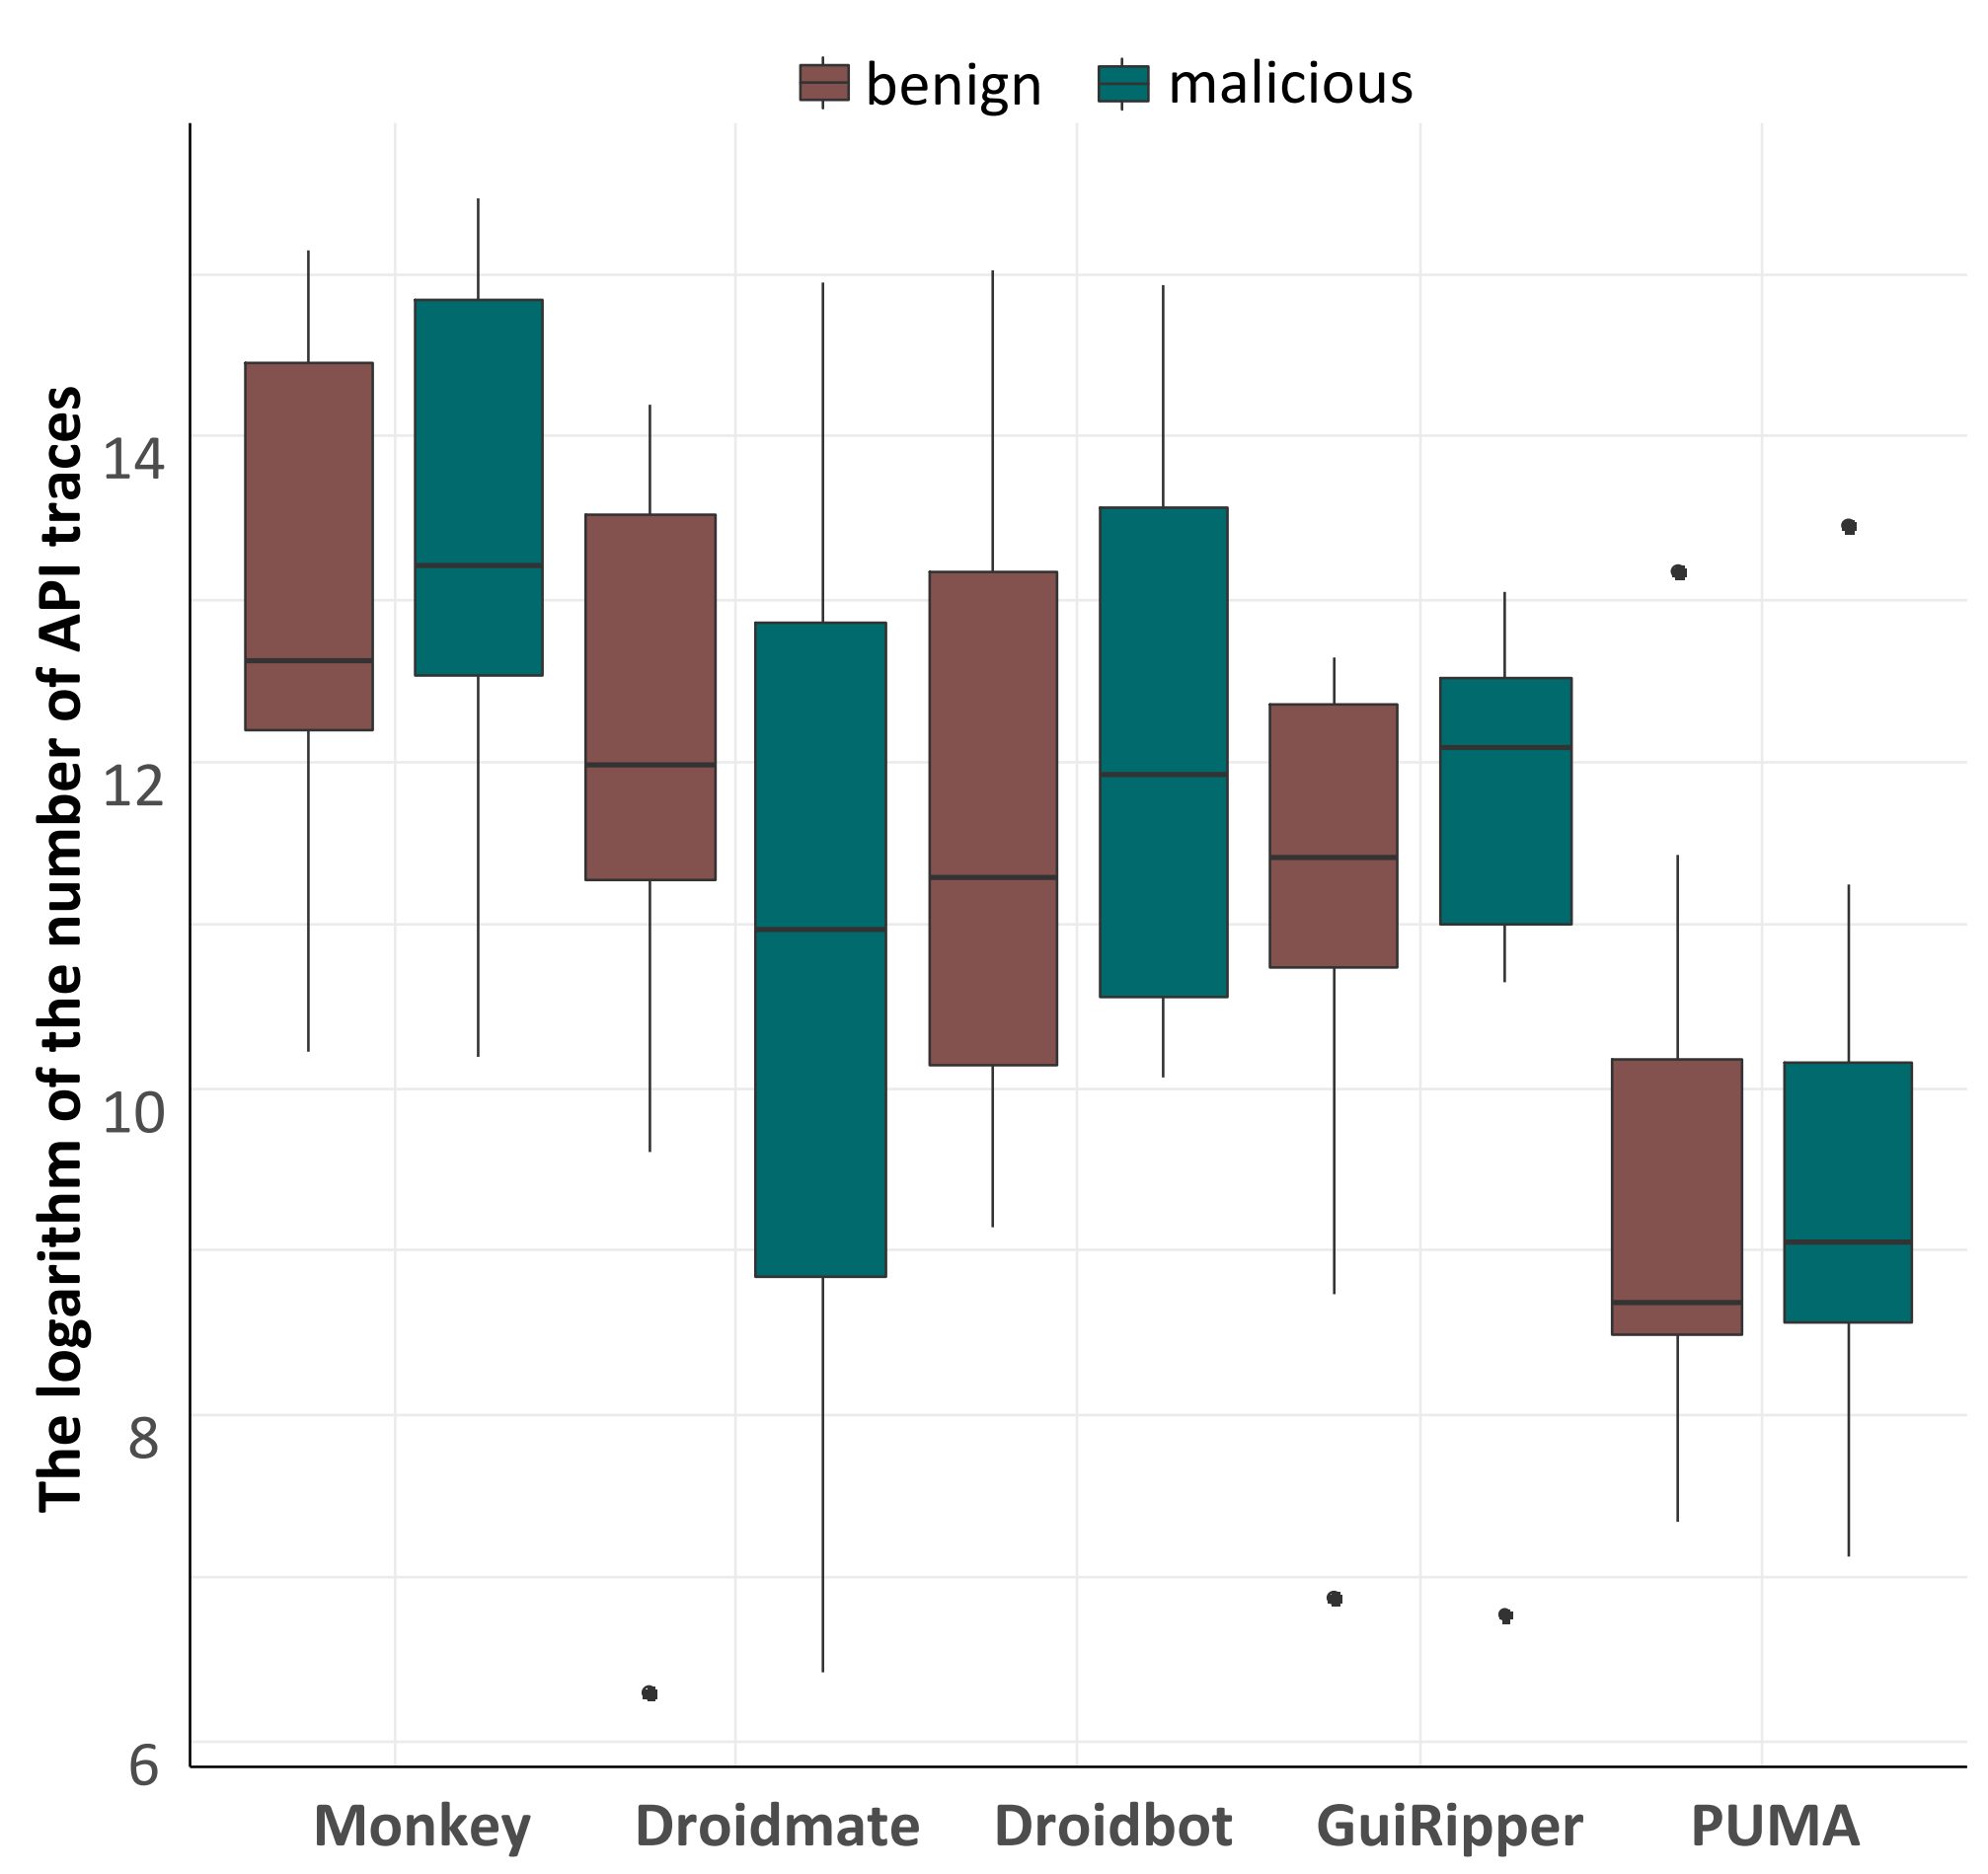 benign malicious
The logarithm of the number of API traces
14
12
10
8
6
Monkey Droidmate Droidbot GuiRipper PUMA